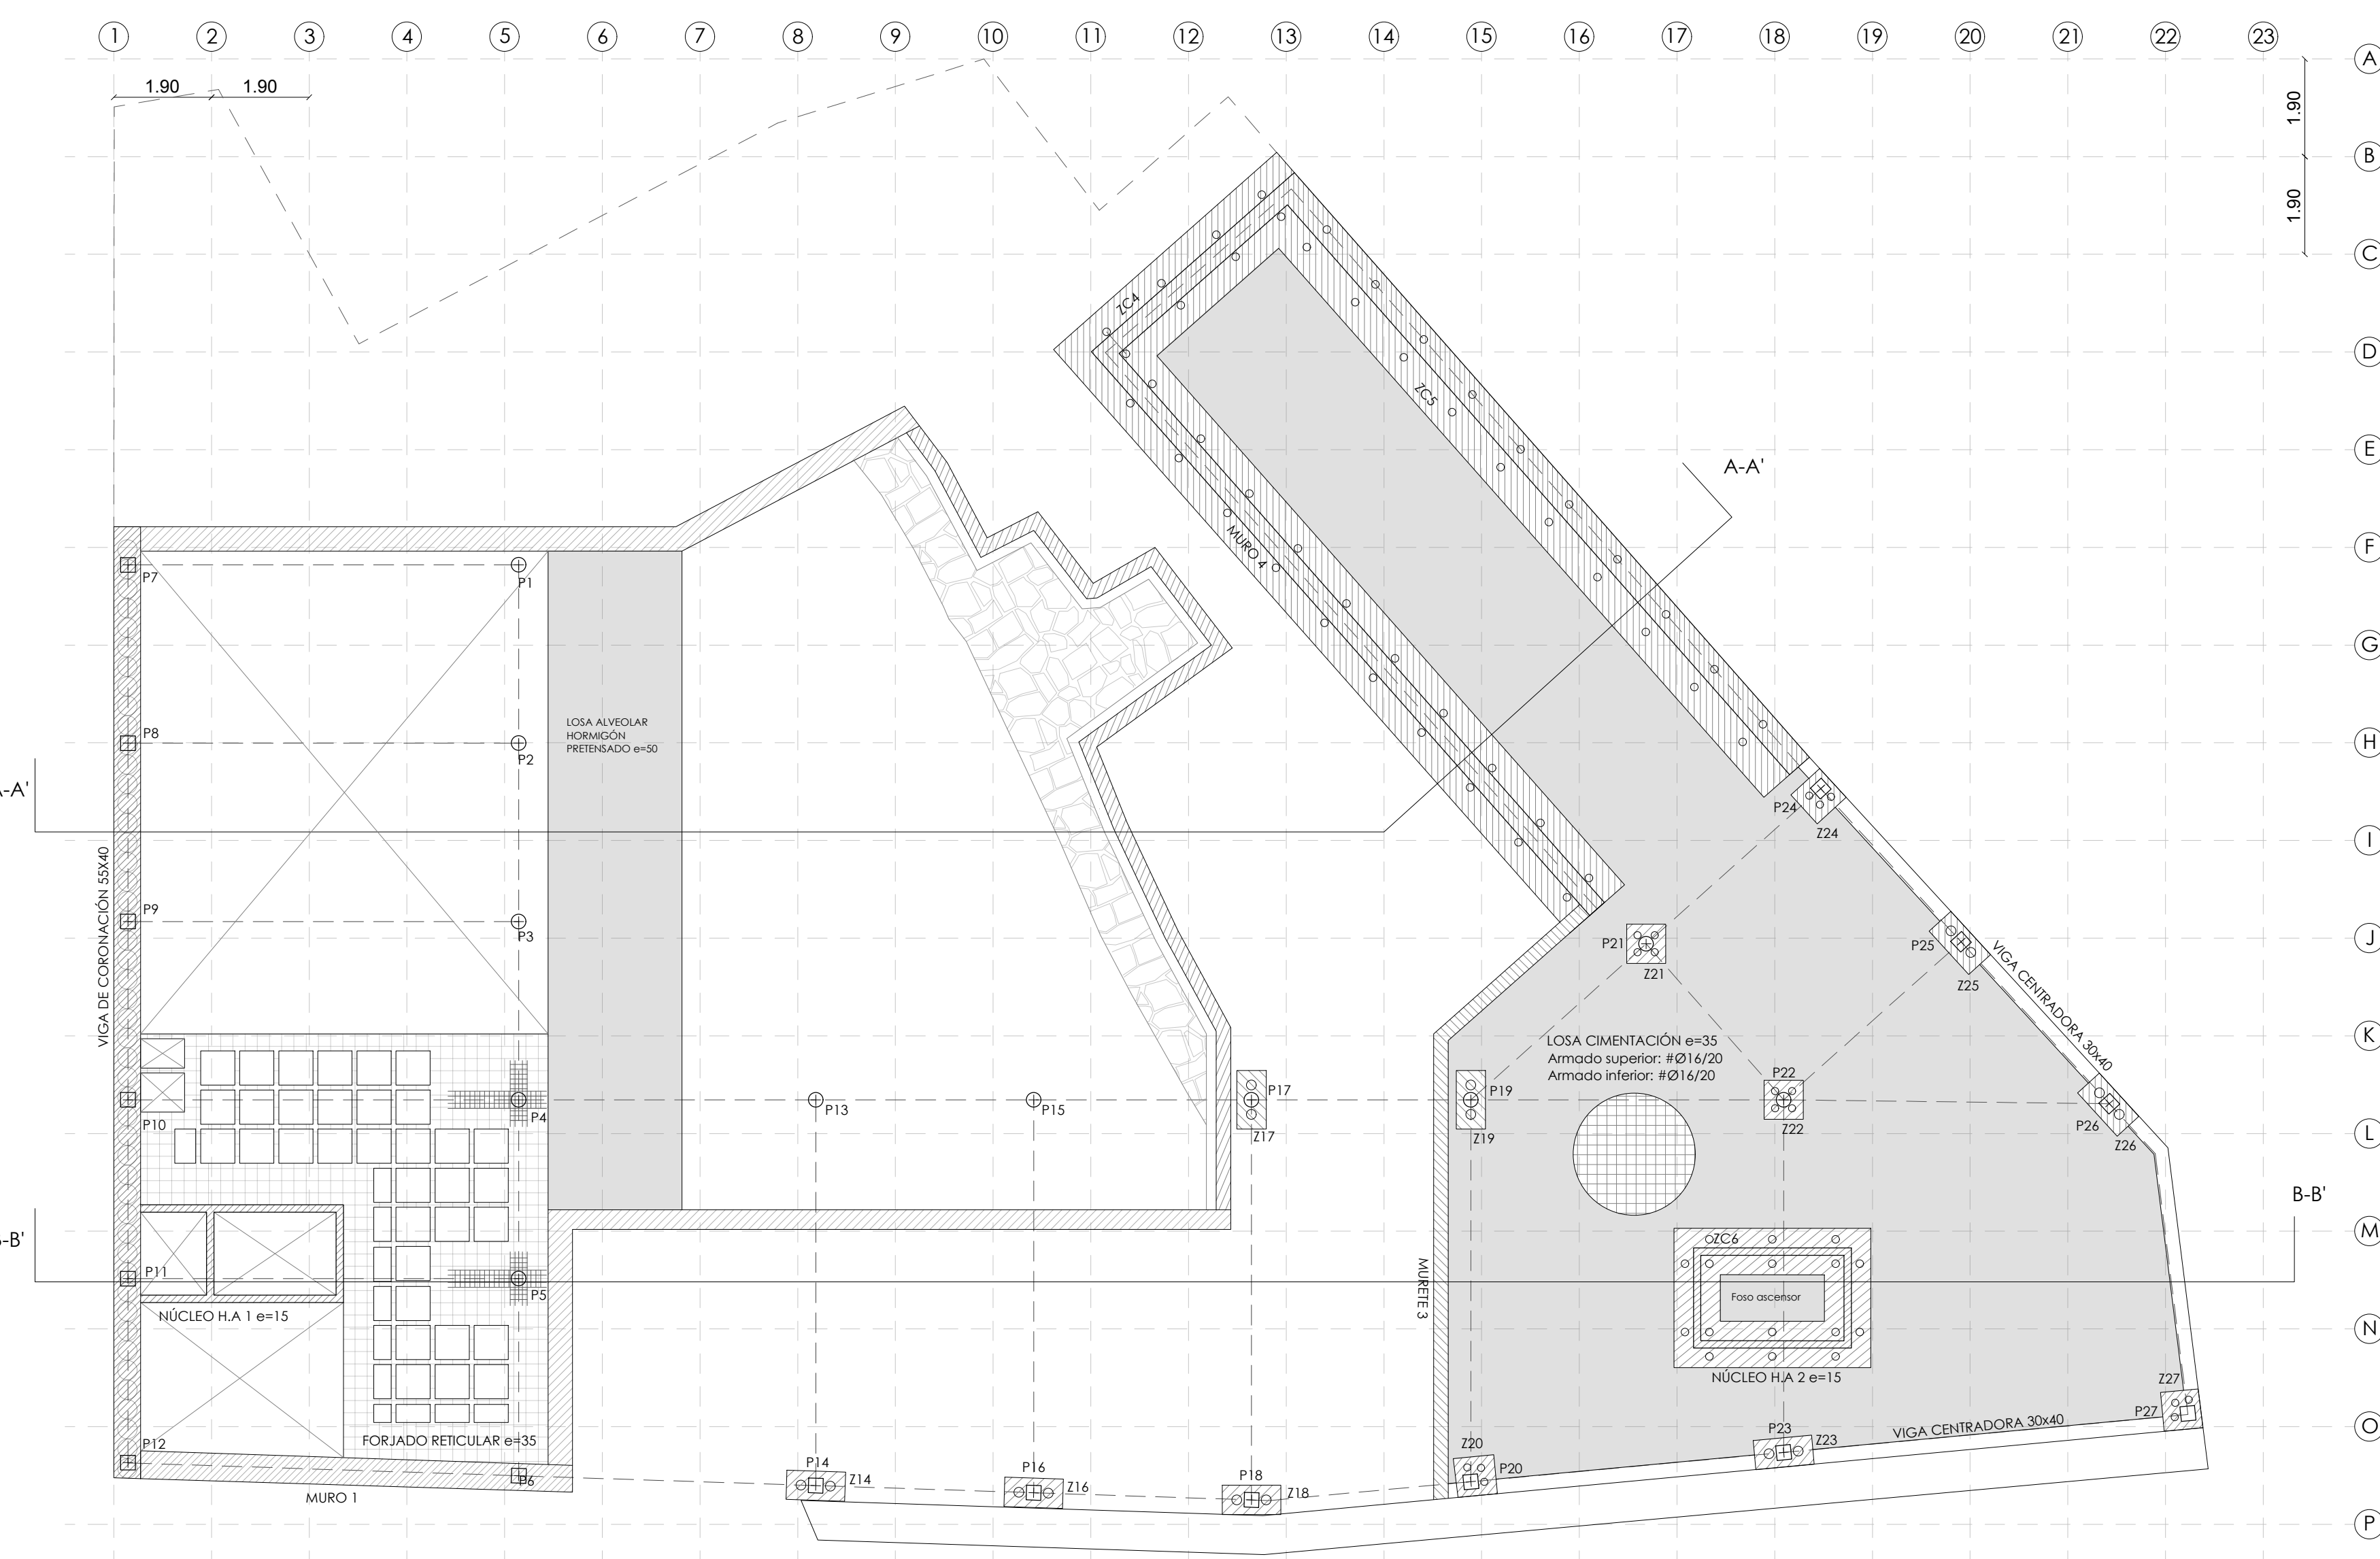 1 2 3 4 5 6 7 8 9 10 11 12 13 14 15 16 17 18 19 20 21 22 23
A
1.90 1.90
1.90
B
1.90
C
ZC4
D
ZC5
E
A-A'
MURO 4
F
P7
P1
G
LOSA ALVEOLAR
HORMIGÓN
PRETENSADO e=50
P8
P2
H
A-A'
P24
Z24
I
VIGA DE CORONACIÓN 55X40
P9
P3
P21
Z21
J
P25
Z25
VIGA CENTRADORA 30x40
K
LOSA CIMENTACIÓN e=35
Armado superior: #Ø16/20
Armado inferior: #Ø16/20
P10
P4
P13
P15
P17
Z17
P19
Z19
P22
Z22
P26
Z26
L
B-B'
M
B-B'
ZC6
P11
P5
MURETE 3
Foso ascensor
NÚCLEO H.A 1 e=15
N
NÚCLEO H.A 2 e=15
Z27
P27
O
VIGA CENTRADORA 30x40
P12
FORJADO RETICULAR e=35
P6
P14
Z14
P16
Z16
P18
Z18
Z20
P20
P23
Z23
MURO 1
P